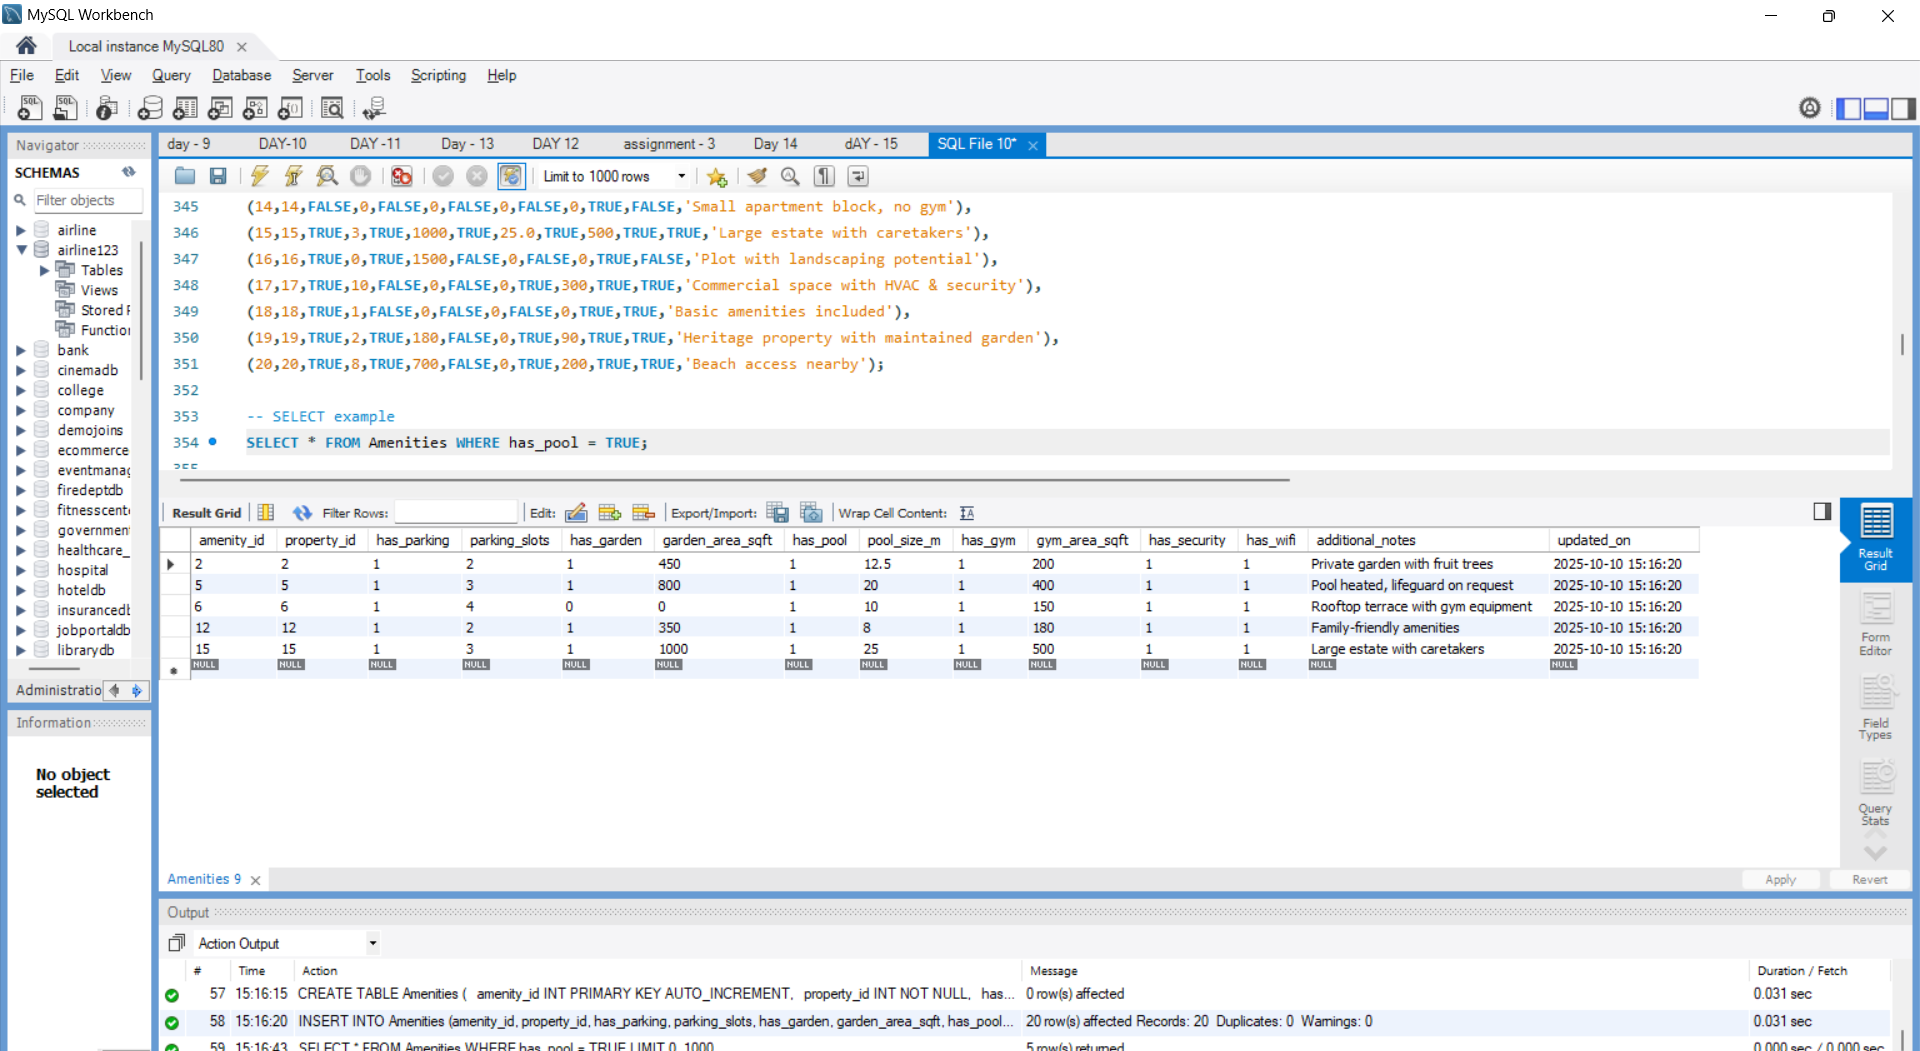 MySQL Workbench
Local instance MySQL80
File Edit View Query Database Server Tools Scripting Help
Navigator
SCHEMAS
Filter objects
airline
airline123
Tables
Views
Stored P
Function
bank
cinemadb
college
company
demojoins
ecommerce
eventmanag
firedeptdb
fitnesscent
government
healthcare_
hospital
hoteldb
insurancedb
jobportaldb
librarydb
Administratio
Information
No object
selected
day - 9 DAY-10 DAY -11 Day - 13 DAY 12 assignment - 3 Day 14 dAY - 15 SQL File 10*
Limit to 1000 rows
345 (14,14,FALSE,0,FALSE,0,FALSE,0,FALSE,0,TRUE,FALSE,'Small apartment block, no gym'),
346 (15,15,TRUE,3,TRUE,1000,TRUE,25.0,TRUE,500,TRUE,TRUE,'Large estate with caretakers'),
347 (16,16,TRUE,0,TRUE,1500,FALSE,0,FALSE,0,TRUE,FALSE,'Plot with landscaping potential'),
348 (17,17,TRUE,10,FALSE,0,FALSE,0,TRUE,300,TRUE,TRUE,'Commercial space with HVAC & security'),
349 (18,18,TRUE,1,FALSE,0,FALSE,0,FALSE,0,TRUE,TRUE,'Basic amenities included'),
350 (19,19,TRUE,2,TRUE,180,FALSE,0,TRUE,90,TRUE,TRUE,'Heritage property with maintained garden'),
351 (20,20,TRUE,8,TRUE,700,FALSE,0,TRUE,200,TRUE,TRUE,'Beach access nearby');
352
353 -- SELECT example
354 SELECT * FROM Amenities WHERE has_pool = TRUE;
355
Result Grid Filter Rows: Edit: Export/Import: Wrap Cell Content:
amenity_id property_id has_parking parking_slots has_garden garden_area_sqft has_pool pool_size_m has_gym gym_area_sqft has_security has_wifi additional_notes updated_on
2 2 1 2 1 450 1 12.5 1 200 1 1 Private garden with fruit trees 2025-10-10 15:16:20
5 5 1 3 1 800 1 20 1 400 1 1 Pool heated, lifeguard on request 2025-10-10 15:16:20
6 6 1 4 0 0 1 10 1 150 1 1 Rooftop terrace with gym equipment 2025-10-10 15:16:20
12 12 1 2 1 350 1 8 1 180 1 1 Family-friendly amenities 2025-10-10 15:16:20
15 15 1 3 1 1000 1 25 1 500 1 1 Large estate with caretakers 2025-10-10 15:16:20
NULL NULL NULL NULL NULL NULL NULL NULL NULL NULL NULL NULL NULL NULL
Result
Grid
Form
Editor
Field
Types
Query
Stats
Amenities 9
Apply Revert
Output
Action Output
# Time Action Message Duration / Fetch
57 15:16:15 CREATE TABLE Amenities ( amenity_id INT PRIMARY KEY AUTO_INCREMENT, property_id INT NOT NULL, has... 0 row(s) affected 0.031 sec
58 15:16:20 INSERT INTO Amenities (amenity_id, property_id, has_parking, parking_slots, has_garden, garden_area_sqft, has_pool... 20 row(s) affected Records: 20 Duplicates: 0 Warnings: 0 0.031 sec
59 15:16:43 SELECT * FROM Amenities WHERE has_pool = TRUE LIMIT 0, 1000 5 row(s) returned 0.000 sec / 0.000 sec